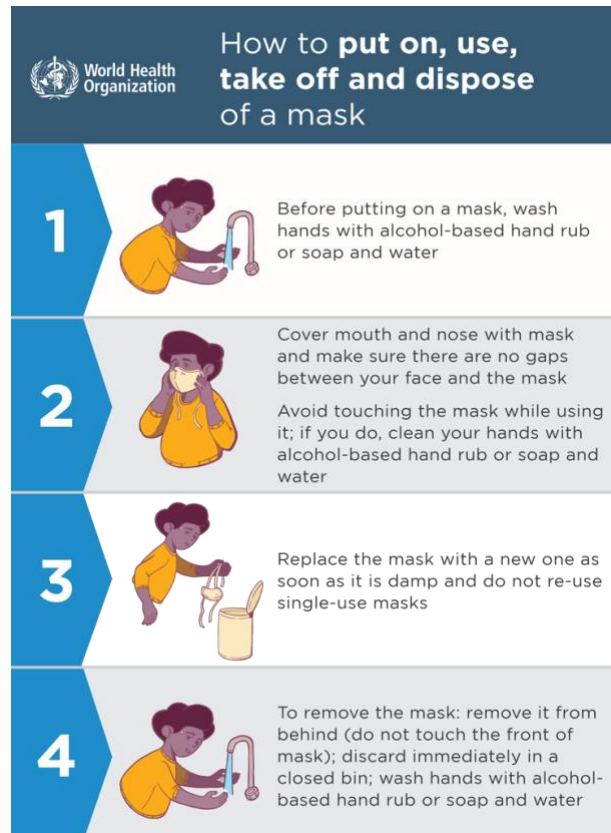 World Health
Organization
How to put on, use,
take off and dispose
of a mask
1
Before putting on a mask, wash
hands with alcohol-based hand rub
or soap and water
2
Cover mouth and nose with mask
and make sure there are no gaps
between your face and the mask
Avoid touching the mask while using
it; if you do, clean your hands with
alcohol-based hand rub or soap and
water
3
Replace the mask with a new one as
soon as it is damp and do not re-use
single-use masks
4
To remove the mask: remove it from
behind (do not touch the front of
mask); discard immediately in a
closed bin; wash hands with alcohol-
based hand rub or soap and water